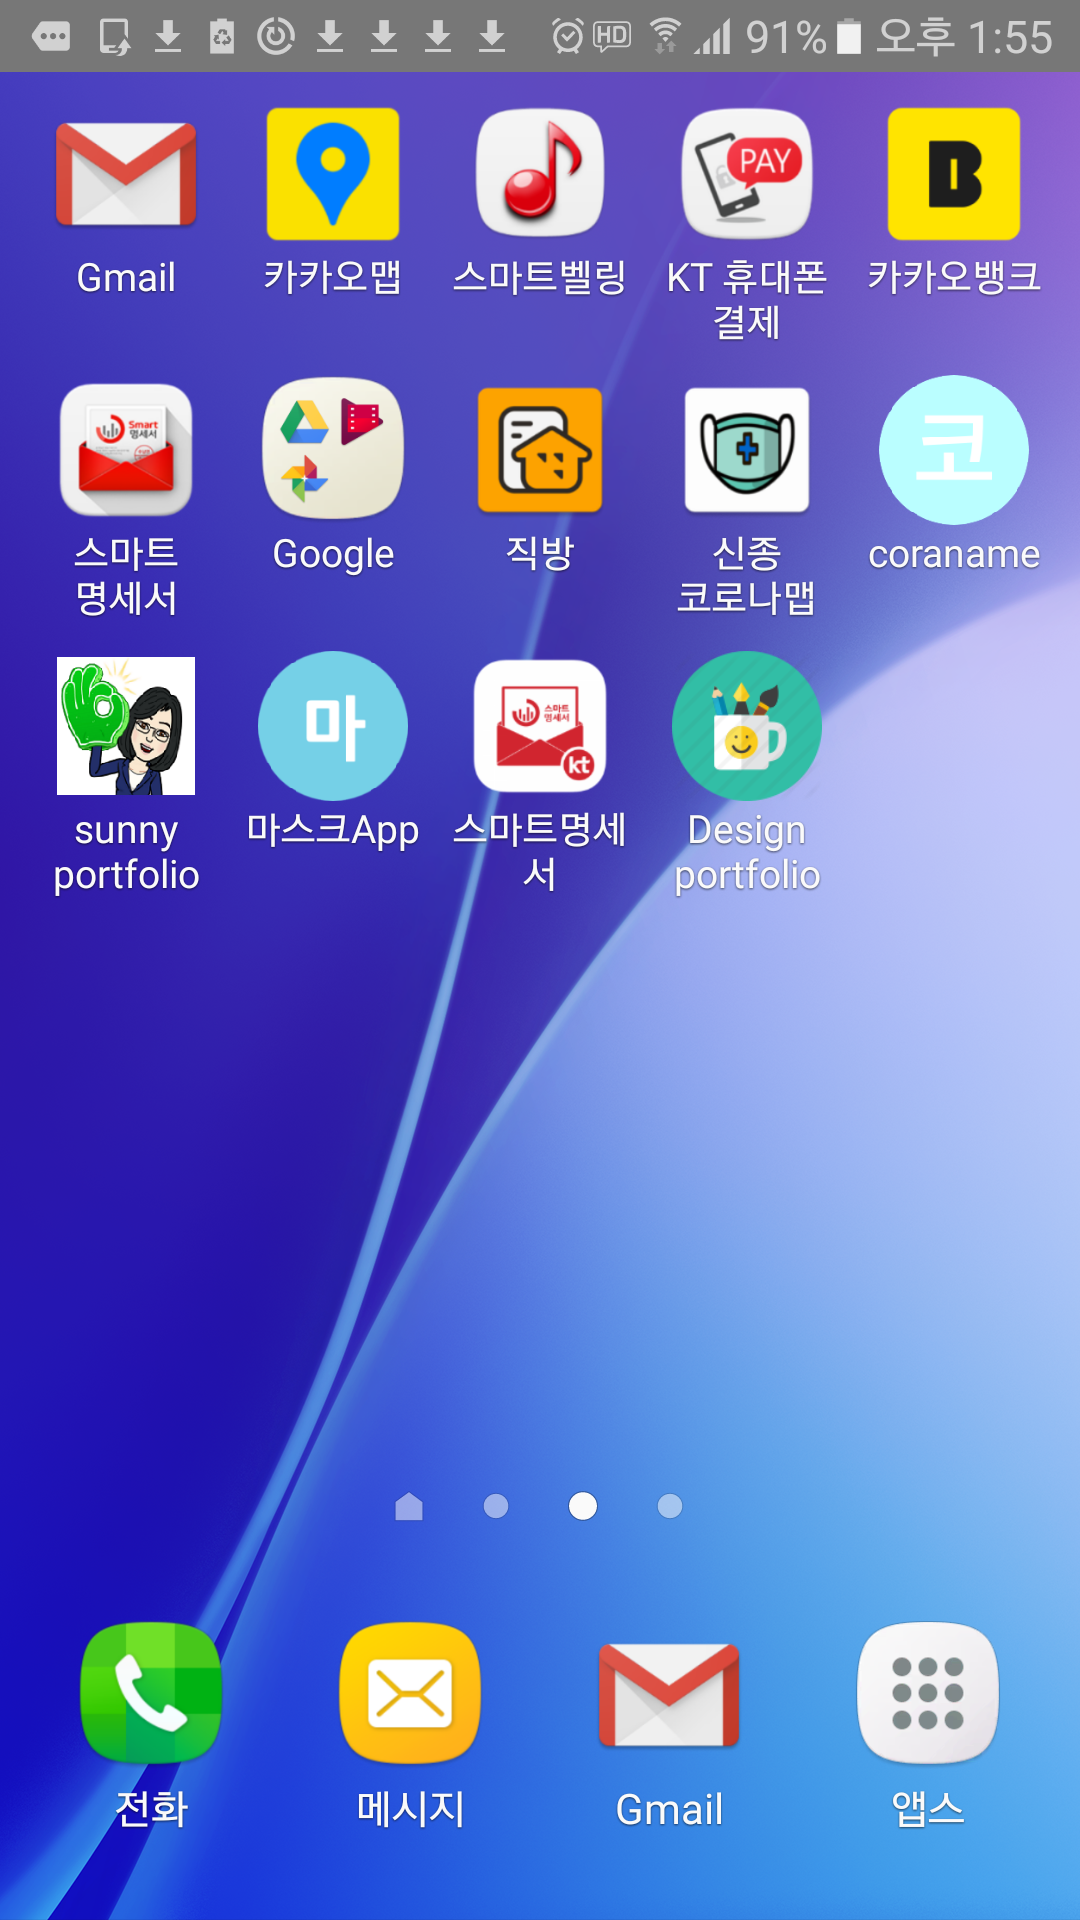 HD 91% 오후 1:55
PAY
B
Gmail 카카오맵 스마트벨링 KT 휴대폰 카카오뱅크
결제
Smart
명세서
코
스마트 Google 직방 신종 coraname
명세서 코로나맵
마
스마트
명세서
kt
sunny 마스크App 스마트명세 Design
portfolio 서 portfolio
전화 메시지 Gmail 앱스